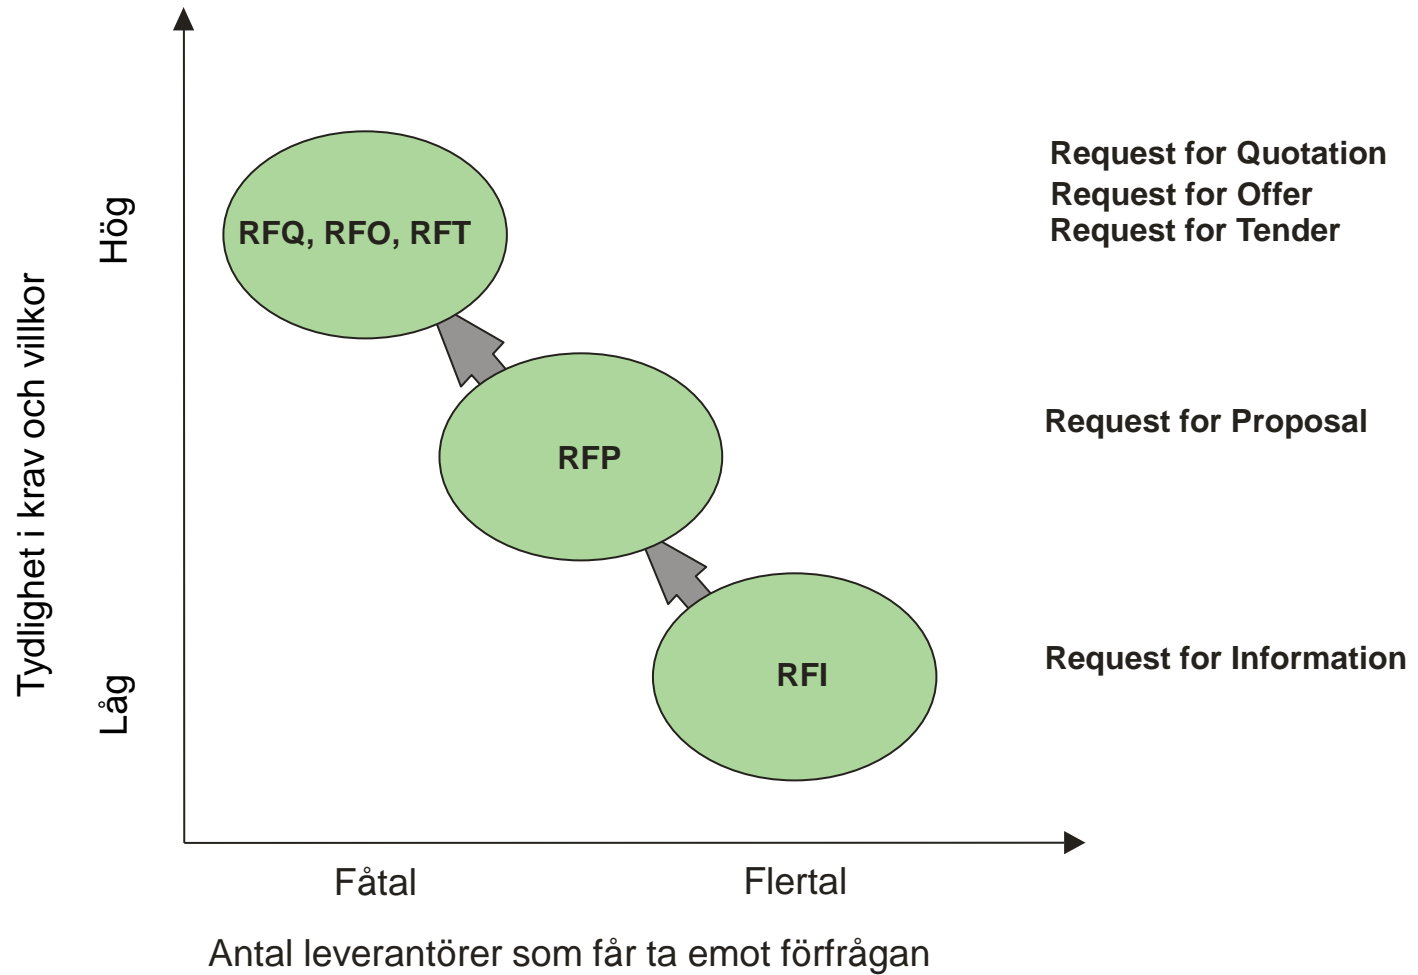 Request for Quotation
Request for Offer
Request for Tender
RFQ, RFO, RFT
Hög
Tydlighet i krav och villkor
Request for Proposal
RFP
Request for Information
RFI
Låg
Fåtal
Flertal
Antal leverantörer som får ta emot förfrågan